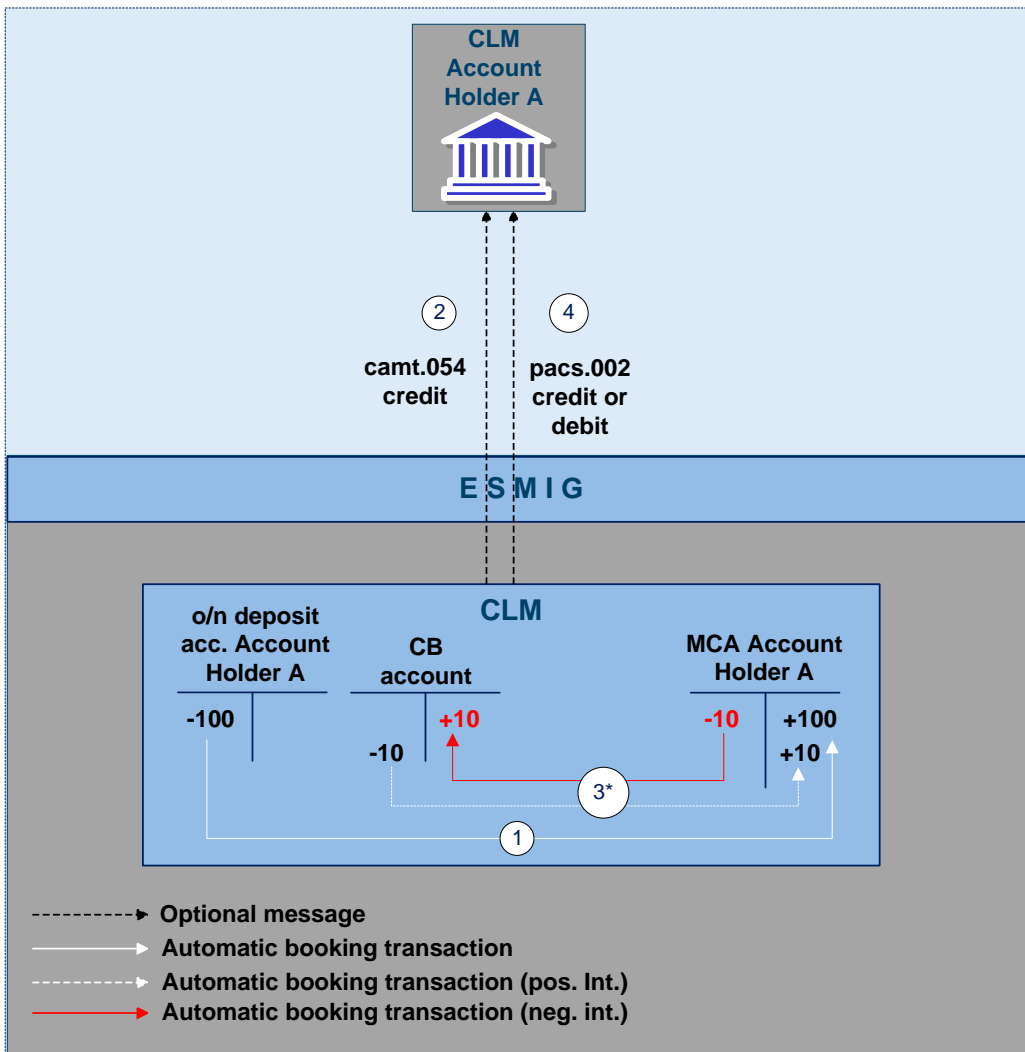 CLM
Account
Holder A
2
4
camt.054
credit
pacs.002
credit or
debit
E S M I G
CLM
o/n deposit
acc. Account
Holder A
CB
account
MCA Account
Holder A
-100
+10
-10
+100
-10
+10
3*
1
Optional message
Automatic booking transaction
Automatic booking transaction (pos. Int.)
Automatic booking transaction (neg. int.)